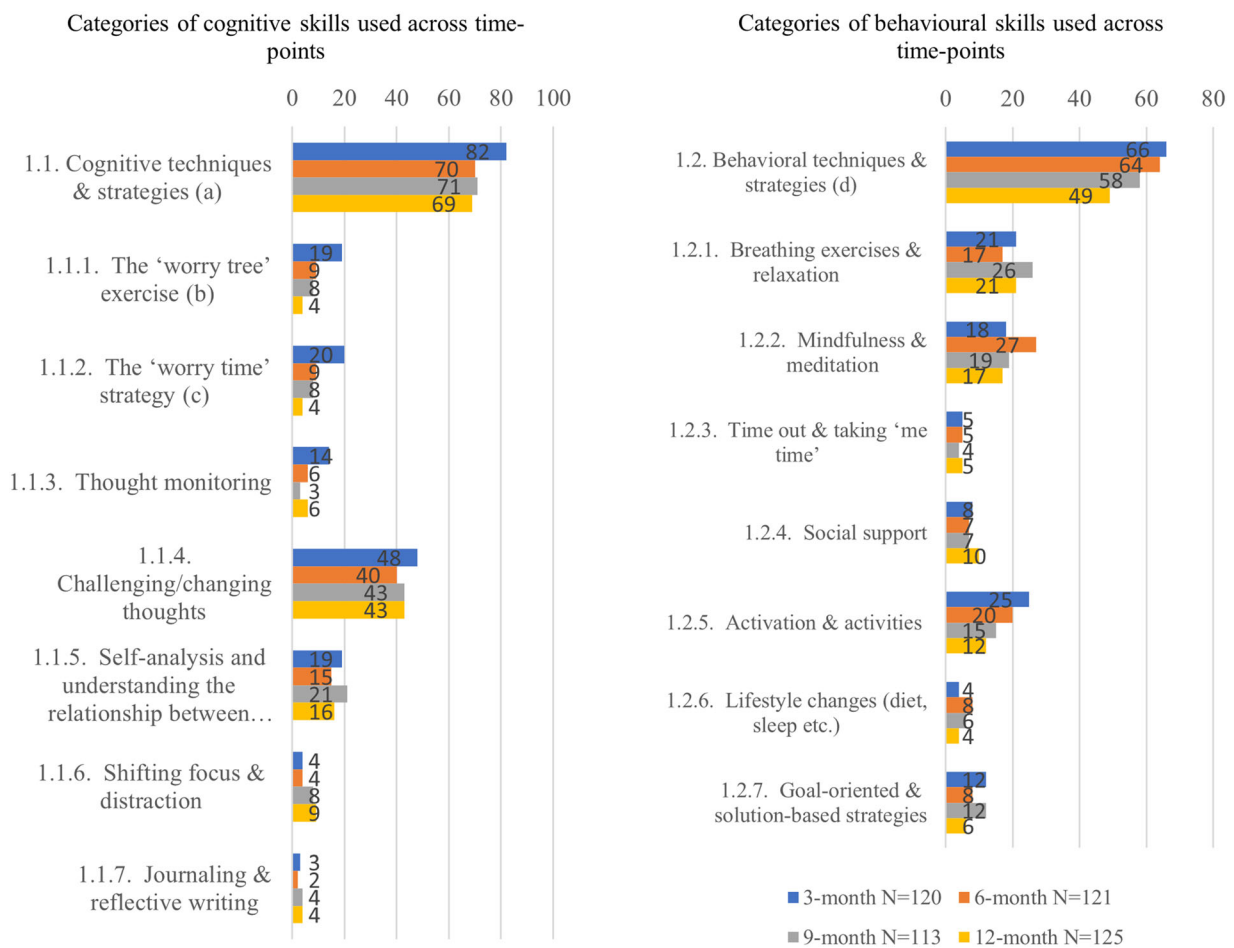 Categories of cognitive skills used across time-
points
0 20 40 60 80 100
1.1. Cognitive techniques
& strategies (a)
82
70
71
69
1.1.1. The ‘worry tree’
exercise (b)
19
9
8
4
1.1.2. The ‘worry time’
strategy (c)
20
9
8
4
1.1.3. Thought monitoring
14
6
3
6
1.1.4.
Challenging/changing
thoughts
48
40
43
43
1.1.5. Self-analysis and
understanding the
relationship between…
19
15
21
16
1.1.6. Shifting focus &
distraction
4
4
8
9
1.1.7. Journaling &
reflective writing
3
2
4
4
Categories of behavioural skills used across
time-points
0 20 40 60 80
1.2. Behavioral techniques &
strategies (d)
66
64
58
49
1.2.1. Breathing exercises &
relaxation
21
17
26
21
1.2.2. Mindfulness &
meditation
18
27
19
17
1.2.3. Time out & taking ‘me
time’
5
5
4
5
1.2.4. Social support
8
7
7
10
1.2.5. Activation & activities
25
20
15
12
1.2.6. Lifestyle changes (diet,
sleep etc.)
4
8
6
4
1.2.7. Goal-oriented &
solution-based strategies
12
8
12
6
3-month N=120 6-month N=121
9-month N=113 12-month N=125